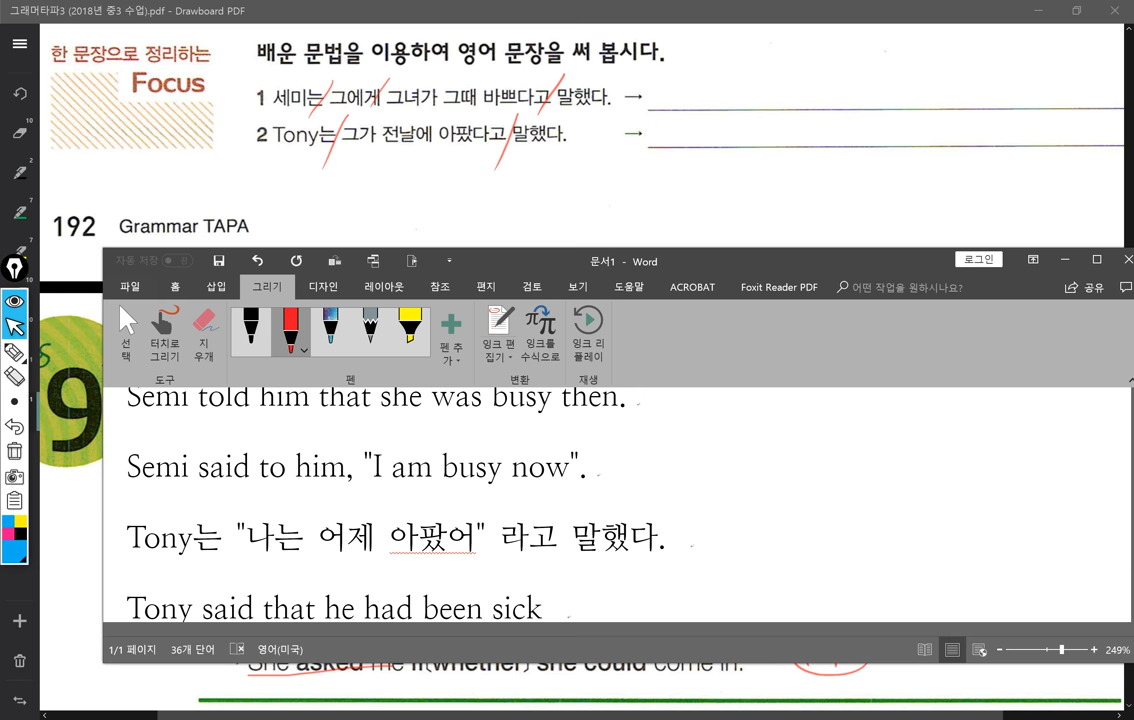 그래머타파3 (2018년 중3 수업).pdf - Drawboard PDF
한 문장으로 정리하는
Focus
배운 문법을 이용하여 영어 문장을 써 봅시다.
1 세미는 그에게 그녀가 그때 바쁘다고 말했다. →
2 Tony는 그가 전날에 아팠다고 말했다. →
192 Grammar TAPA
자동 저장
문서1 - Word
로그인
파일 홈 삽입 그리기 디자인 레이아웃 참조 편지 검토 보기 도움말 ACROBAT Foxit Reader PDF 어떤 작업을 원하시나요? 공유
선택 터치로 그리기 지우개 펜 추가 잉크 편집기 잉크를 수식으로 잉크 리플레이
도구 펜 변환 재생
Semi told him that she was busy then.
Semi said to him, "I am busy now".
Tony는 "나는 어제 아팠어" 라고 말했다.
Tony said that he had been sick
1/1 페이지 36개 단어 영어(미국) 249%
She asked me if(whether) she could come in.
9
10
2
7
7
10
0
1
1